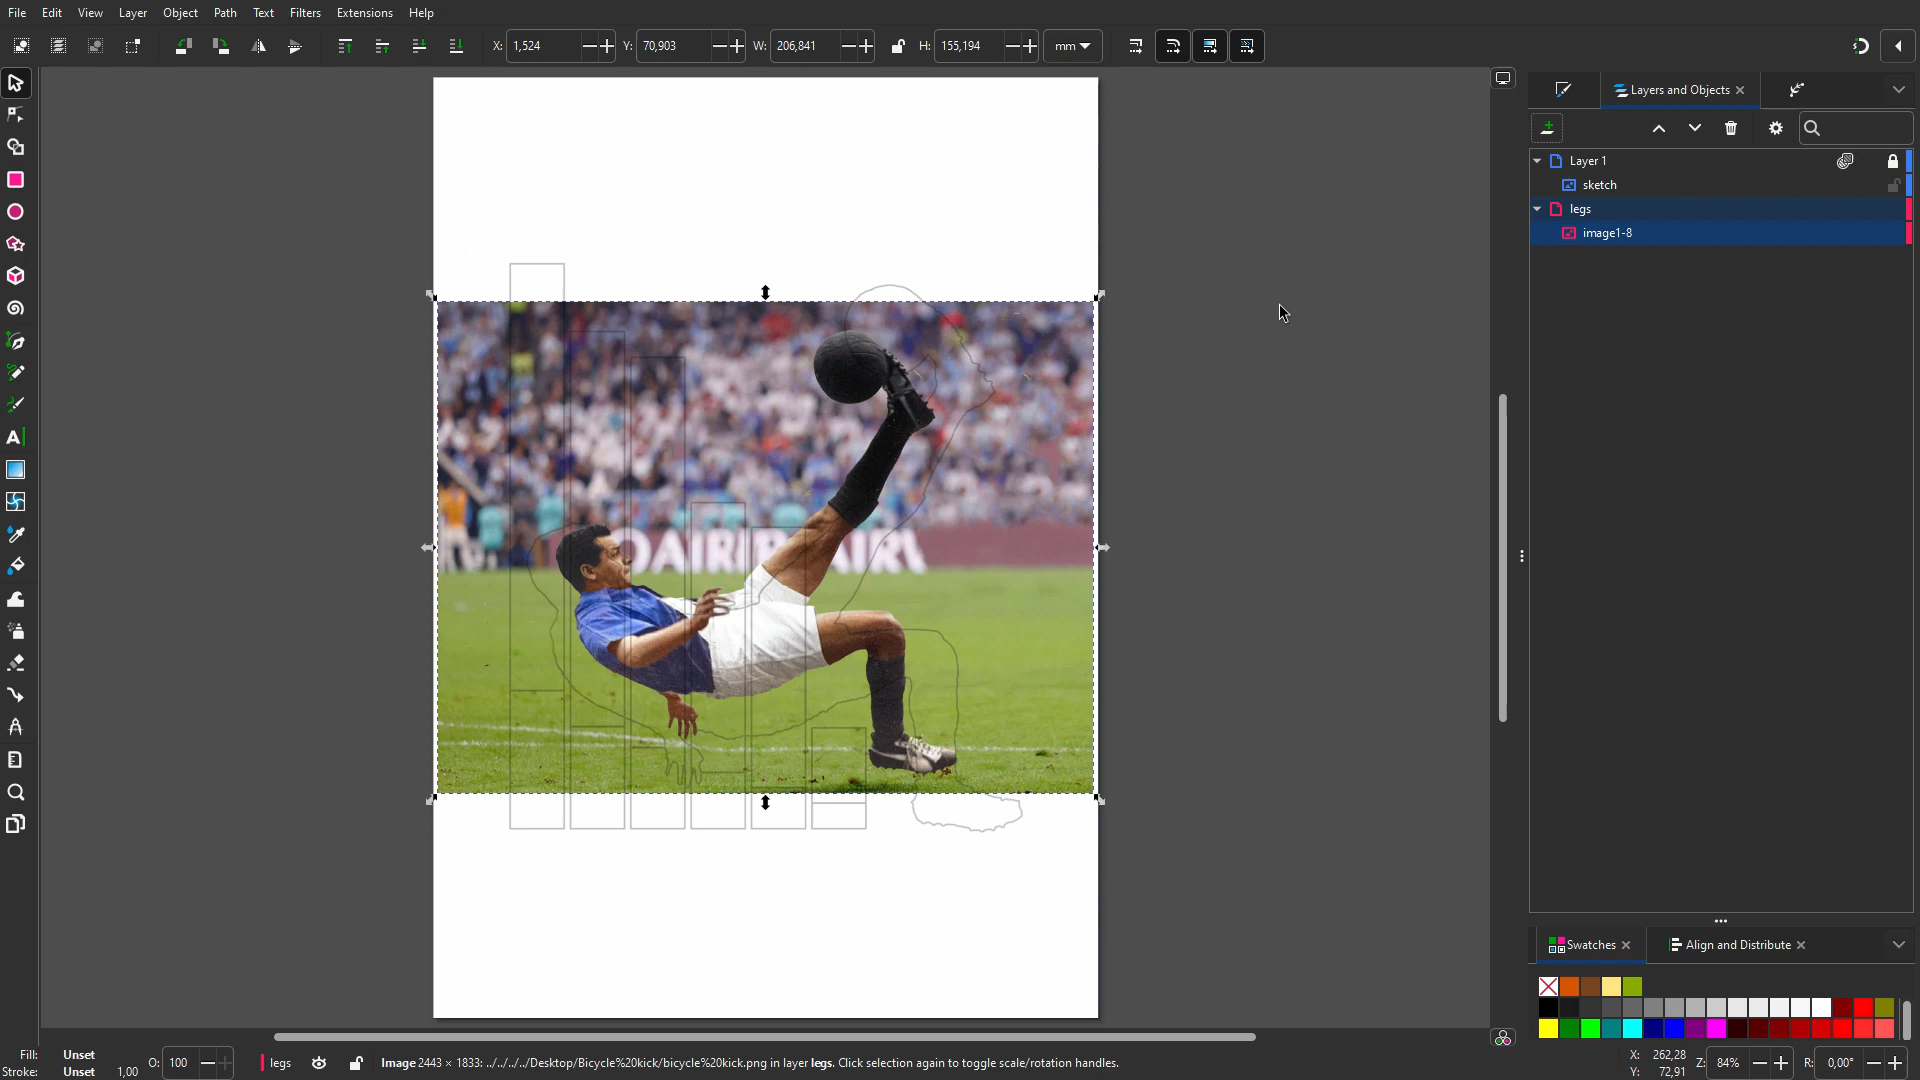 File Edit View Layer Object Path Text Filters Extensions Help
X: 1,524 Y: 70,903 W: 206,841 H: 155,194 mm
Layers and Objects
Layer 1
sketch
legs
image1-8
Swatches Align and Distribute
Fill: Unset O: 100 legs Image 2443 × 1833: ../../../../Desktop/Bicycle%20kick/bicycle%20kick.png in layer legs. Click selection again to toggle scale/rotation handles. X: 262,28 Z: 84% R: 0,00°
Stroke: Unset 1,00 Y: 72,91